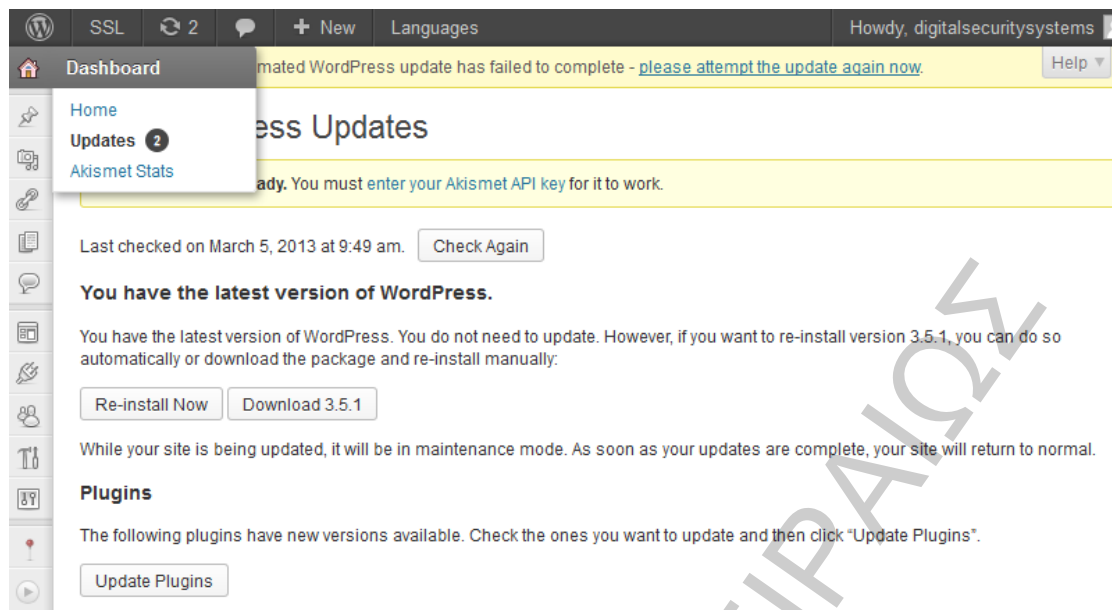 SSL 2 + New Languages Howdy, digitalsecuritysystems
Dashboard
mated WordPress update has failed to complete - please attempt the update again now.
Help
Home
Updates 2
ess Updates
Akismet Stats
ady. You must enter your Akismet API key for it to work.
Last checked on March 5, 2013 at 9:49 am. Check Again
You have the latest version of WordPress.
You have the latest version of WordPress. You do not need to update. However, if you want to re-install version 3.5.1, you can do so
automatically or download the package and re-install manually:
Re-install Now Download 3.5.1
While your site is being updated, it will be in maintenance mode. As soon as your updates are complete, your site will return to normal.
Plugins
The following plugins have new versions available. Check the ones you want to update and then click “Update Plugins”.
Update Plugins
ΕΙΡΑΙΩΣ